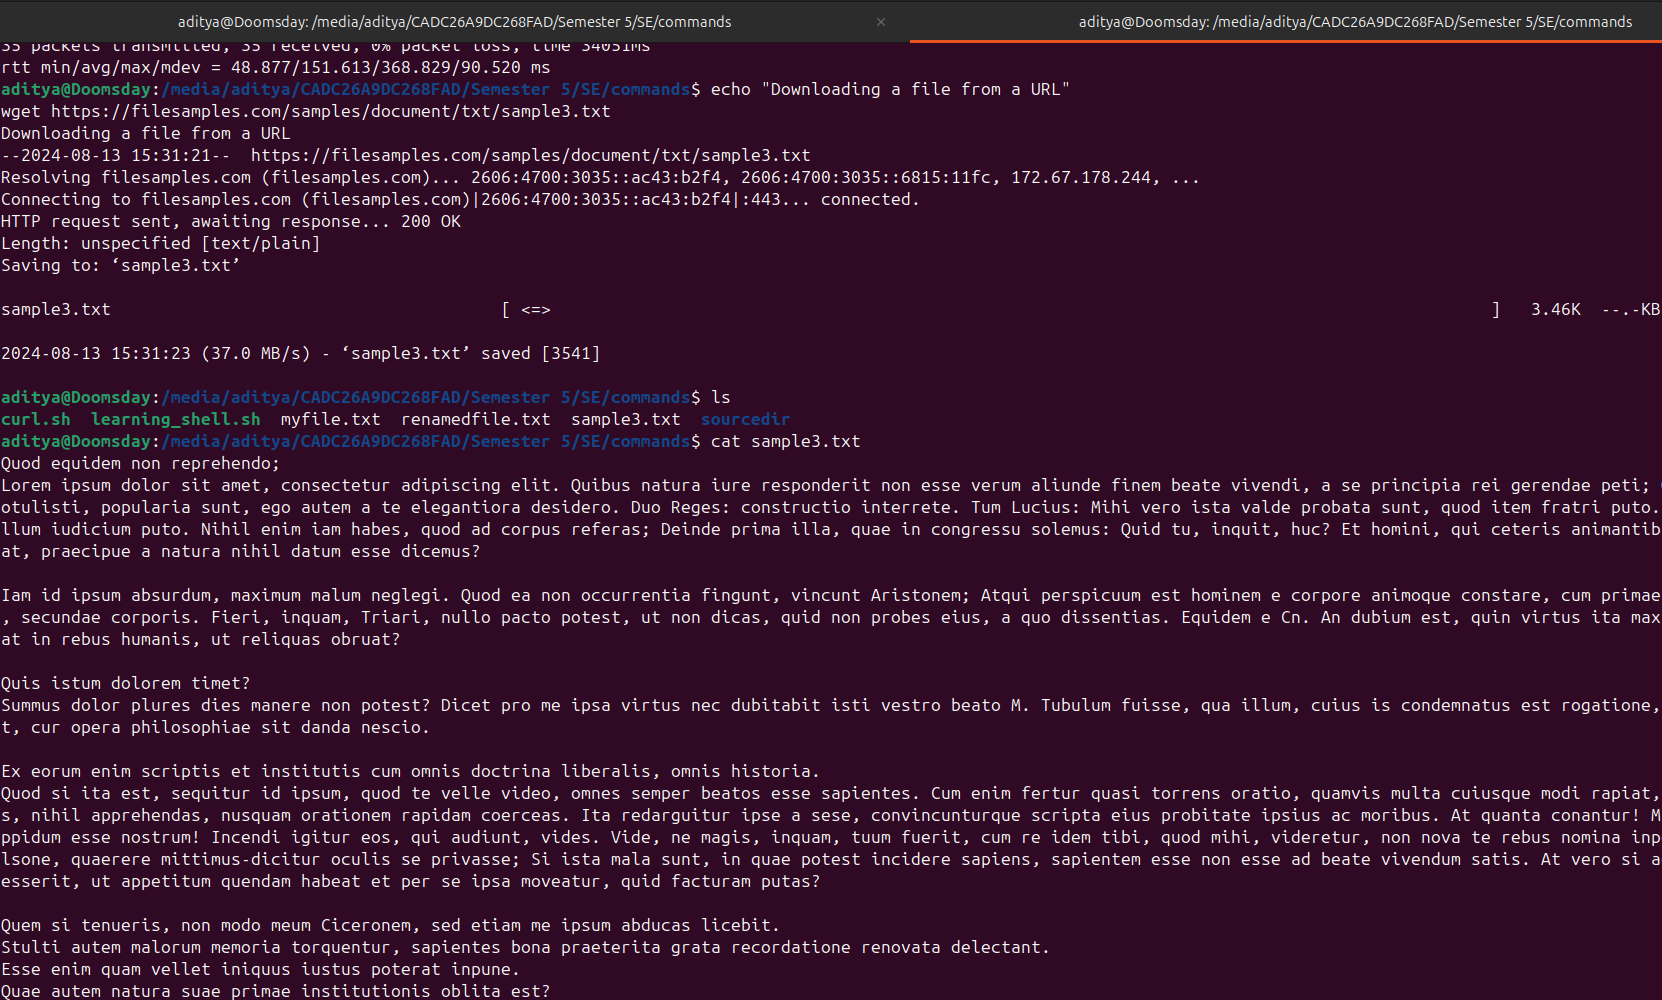 aditya@Doomsday: /media/aditya/CADC26A9DC268FAD/Semester 5/SE/commands × aditya@Doomsday: /media/aditya/CADC26A9DC268FAD/Semester 5/SE/commands
35 packets transmitted, 35 received, 0% packet loss, time 34051ms
rtt min/avg/max/mdev = 48.877/151.613/368.829/90.520 ms
aditya@Doomsday:/media/aditya/CADC26A9DC268FAD/Semester 5/SE/commands$ echo "Downloading a file from a URL"
wget https://filesamples.com/samples/document/txt/sample3.txt
Downloading a file from a URL
--2024-08-13 15:31:21--  https://filesamples.com/samples/document/txt/sample3.txt
Resolving filesamples.com (filesamples.com)... 2606:4700:3035::ac43:b2f4, 2606:4700:3035::6815:11fc, 172.67.178.244, ...
Connecting to filesamples.com (filesamples.com)|2606:4700:3035::ac43:b2f4|:443... connected.
HTTP request sent, awaiting response... 200 OK
Length: unspecified [text/plain]
Saving to: ‘sample3.txt’
sample3.txt [ <=> ] 3.46K --.-KB
2024-08-13 15:31:23 (37.0 MB/s) - ‘sample3.txt’ saved [3541]
aditya@Doomsday:/media/aditya/CADC26A9DC268FAD/Semester 5/SE/commands$ ls
curl.sh  learning_shell.sh  myfile.txt  renamedfile.txt  sample3.txt  sourcedir
aditya@Doomsday:/media/aditya/CADC26A9DC268FAD/Semester 5/SE/commands$ cat sample3.txt
Quod equidem non reprehendo;
Lorem ipsum dolor sit amet, consectetur adipiscing elit. Quibus natura iure responderit non esse verum aliunde finem beate vivendi, a se principia rei gerendae peti;
otulisti, popularia sunt, ego autem a te elegantiora desidero. Duo Reges: constructio interrete. Tum Lucius: Mihi vero ista valde probata sunt, quod item fratri puto.
llum iudicium puto. Nihil enim iam habes, quod ad corpus referas; Deinde prima illa, quae in congressu solemus: Quid tu, inquit, huc? Et homini, qui ceteris animantib
at, praecipue a natura nihil datum esse dicemus?
Iam id ipsum absurdum, maximum malum neglegi. Quod ea non occurrentia fingunt, vincunt Aristonem; Atqui perspicuum est hominem e corpore animoque constare, cum primae
, secundae corporis. Fieri, inquam, Triari, nullo pacto potest, ut non dicas, quid non probes eius, a quo dissentias. Equidem e Cn. An dubium est, quin virtus ita max
at in rebus humanis, ut reliquas obruat?
Quis istum dolorem timet?
Summus dolor plures dies manere non potest? Dicet pro me ipsa virtus nec dubitabit isti vestro beato M. Tubulum fuisse, qua illum, cuius is condemnatus est rogatione,
t, cur opera philosophiae sit danda nescio.
Ex eorum enim scriptis et institutis cum omnis doctrina liberalis, omnis historia.
Quod si ita est, sequitur id ipsum, quod te velle video, omnes semper beatos esse sapientes. Cum enim fertur quasi torrens oratio, quamvis multa cuiusque modi rapiat,
s, nihil apprehendas, nusquam orationem rapidam coerceas. Ita redarguitur ipse a sese, convincunturque scripta eius probitate ipsius ac moribus. At quanta conantur! M
ppidum esse nostrum! Incendi igitur eos, qui audiunt, vides. Vide, ne magis, inquam, tuum fuerit, cum re idem tibi, quod mihi, videretur, non nova te rebus nomina inp
lsone, quaerere mittimus-dicitur oculis se privasse; Si ista mala sunt, in quae potest incidere sapiens, sapientem esse non esse ad beate vivendum satis. At vero si a
esserit, ut appetitum quendam habeat et per se ipsa moveatur, quid facturam putas?
Quem si tenueris, non modo meum Ciceronem, sed etiam me ipsum abducas licebit.
Stulti autem malorum memoria torquentur, sapientes bona praeterita grata recordatione renovata delectant.
Esse enim quam vellet iniquus iustus poterat inpune.
Quae autem natura suae primae institutionis oblita est?